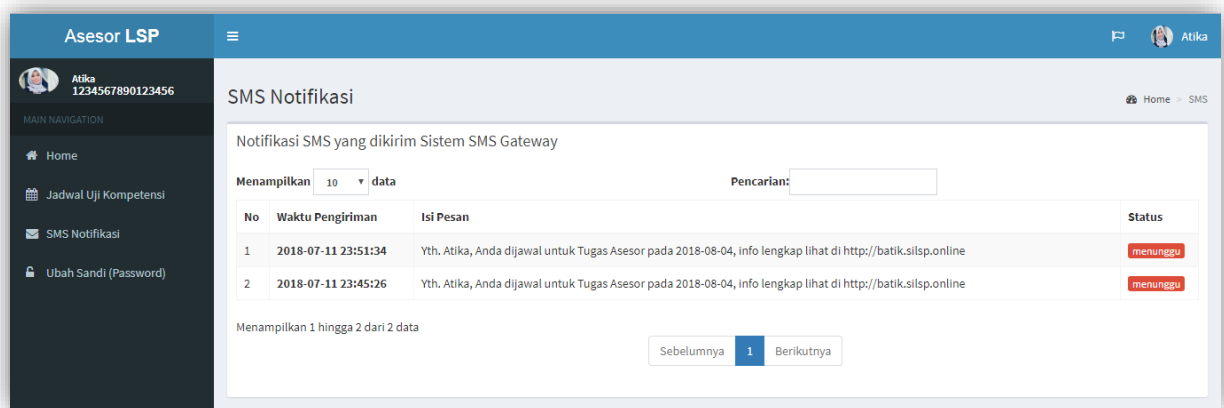 Asesor LSP
Atika
Atika
1234567890123456
MAIN NAVIGATION
Home
Jadwal Uji Kompetensi
SMS Notifikasi
Ubah Sandi (Password)
SMS Notifikasi
Home > SMS
Notifikasi SMS yang dikirim Sistem SMS Gateway
Menampilkan 10 data
Pencarian:
No Waktu Pengiriman Isi Pesan Status
1 2018-07-11 23:51:34 Yth. Atika, Anda dijawal untuk Tugas Asesor pada 2018-08-04, info lengkap lihat di http://batik.silsp.online menunggu
2 2018-07-11 23:45:26 Yth. Atika, Anda dijawal untuk Tugas Asesor pada 2018-08-04, info lengkap lihat di http://batik.silsp.online menunggu
Menampilkan 1 hingga 2 dari 2 data
Sebelumnya 1 Berikutnya